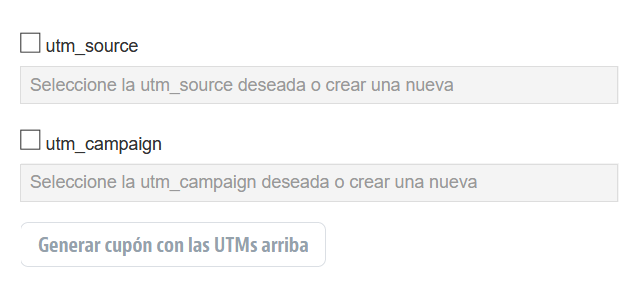 utm_source
Seleccione la utm_source deseada o crear una nueva
utm_campaign
Seleccione la utm_campaign deseada o crear una nueva
Generar cupón con las UTMs arriba